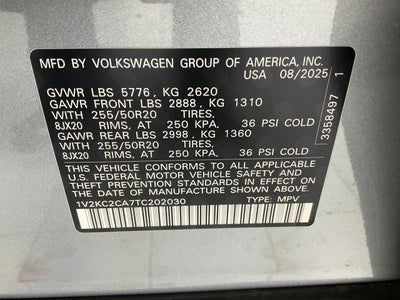 MFD BY VOLKSWAGEN GROUP OF AMERICA, INC.
USA 08/2025
GVWR LBS 5776, KG 2620
GAWR FRONT LBS 2888, KG 1310
WITH 255/50R20 TIRES,
8JX20 RIMS, AT 250 KPA, 36 PSI COLD
GAWR REAR LBS 2998, KG 1360
WITH 255/50R20 TIRES,
8JX20 RIMS, AT 250 KPA, 36 PSI COLD
THIS VEHICLE CONFORMS TO ALL APPLICABLE
U.S. FEDERAL MOTOR VEHICLE SAFETY AND
THEFT PREVENTION STANDARDS IN EFFECT ON
THE DATE OF MANUFACTURE SHOWN ABOVE.
1V2KC2CA7TC202030 TYPE: MPV
3358497 1